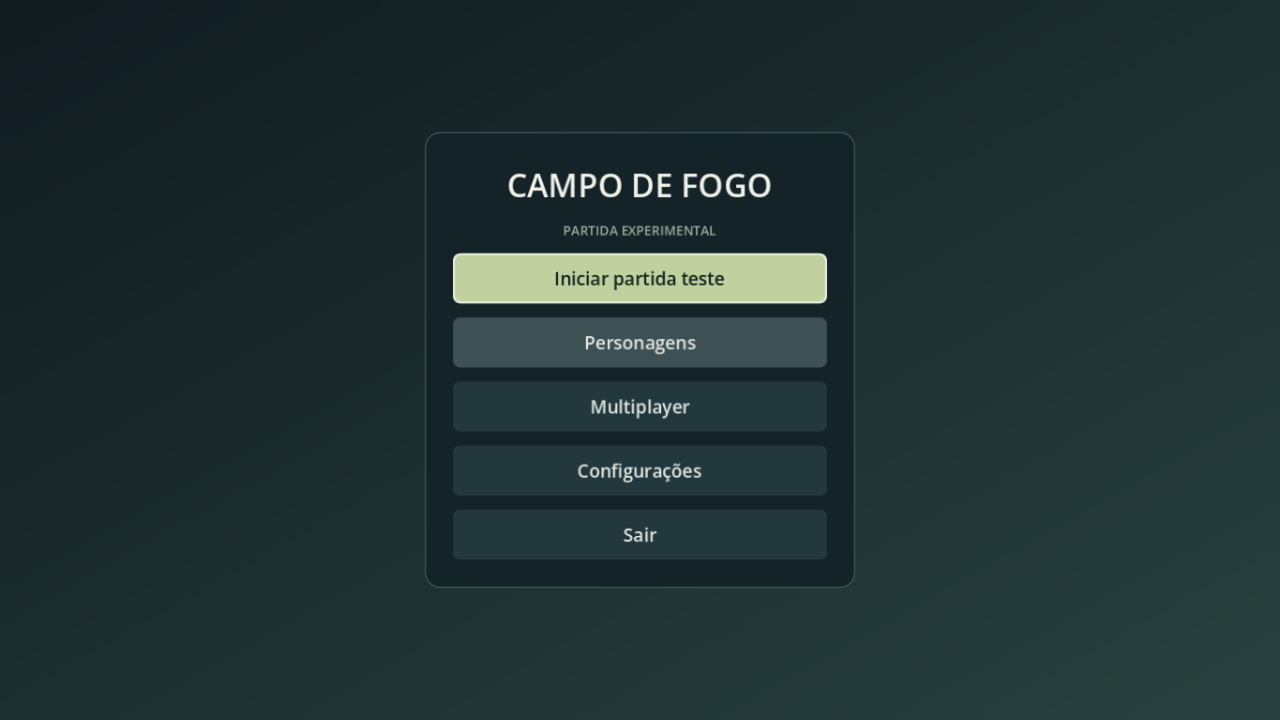 CAMPO DE FOGO
PARTIDA EXPERIMENTAL
Iniciar partida teste
Personagens
Multiplayer
Configurações
Sair